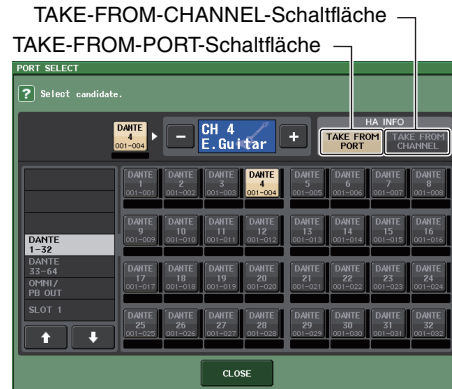 TAKE-FROM-CHANNEL-Schaltfläche
TAKE-FROM-PORT-Schaltfläche
PORT SELECT
? Select candidate.
HA INFO
DANTE 4 001-004
−
CH 4
E.Guitar
+
TAKE FROM PORT
TAKE FROM CHANNEL
DANTE 1 001-001
DANTE 2 001-002
DANTE 3 001-003
DANTE 4 001-004
DANTE 5 001-005
DANTE 6 001-006
DANTE 7 001-007
DANTE 8 001-008
DANTE 9 001-009
DANTE 10 001-010
DANTE 11 001-011
DANTE 12 001-012
DANTE 13 001-013
DANTE 14 001-014
DANTE 15 001-015
DANTE 16 001-016
DANTE 17 001-017
DANTE 18 001-018
DANTE 19 001-019
DANTE 20 001-020
DANTE 21 001-021
DANTE 22 001-022
DANTE 23 001-023
DANTE 24 001-024
DANTE 25 001-025
DANTE 26 001-026
DANTE 27 001-027
DANTE 28 001-028
DANTE 29 001-029
DANTE 30 001-030
DANTE 31 001-031
DANTE 32 001-032
DANTE
1-32
DANTE
33-64
OMNI/
PB OUT
SLOT 1
CLOSE